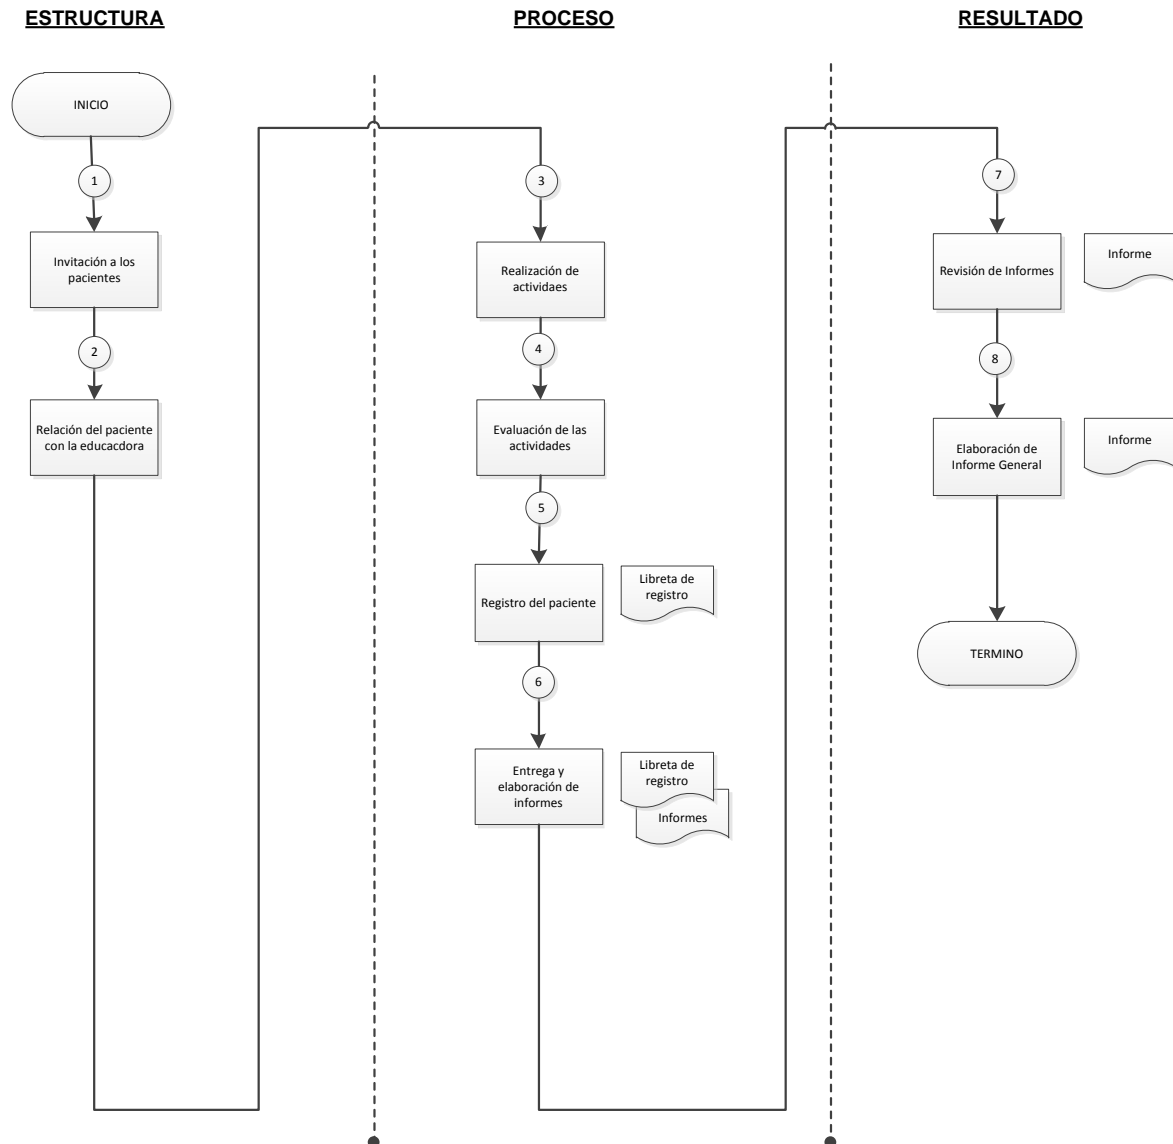 ESTRUCTURA
PROCESO
RESULTADO
INICIO
1
Invitación a los
pacientes
2
Relación del paciente
con la educacdora
3
Realización de
actividaes
4
Evaluación de las
actividades
5
Registro del paciente
Libreta de
registro
6
Entrega y
elaboración de
informes
Libreta de
registro
Informes
7
Revisión de Informes
Informe
8
Elaboración de
Informe General
Informe
TERMINO